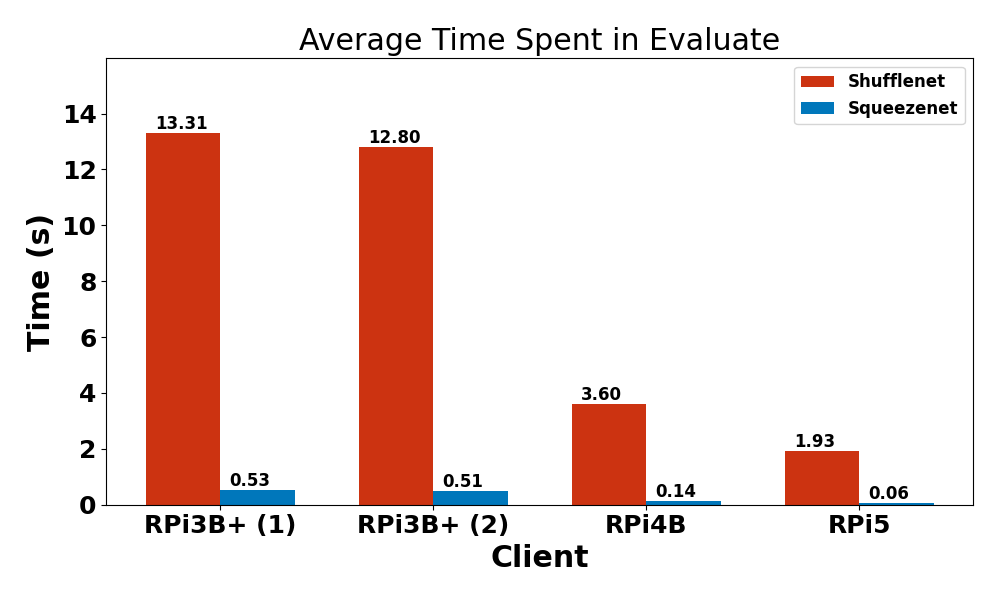 Average Time Spent in Evaluate
Shufflenet
Squeezenet
Time (s)
14
12
10
8
6
4
2
0
13.31
0.53
12.80
0.51
3.60
0.14
1.93
0.06
RPi3B+ (1)
RPi3B+ (2)
RPi4B
RPi5
Client